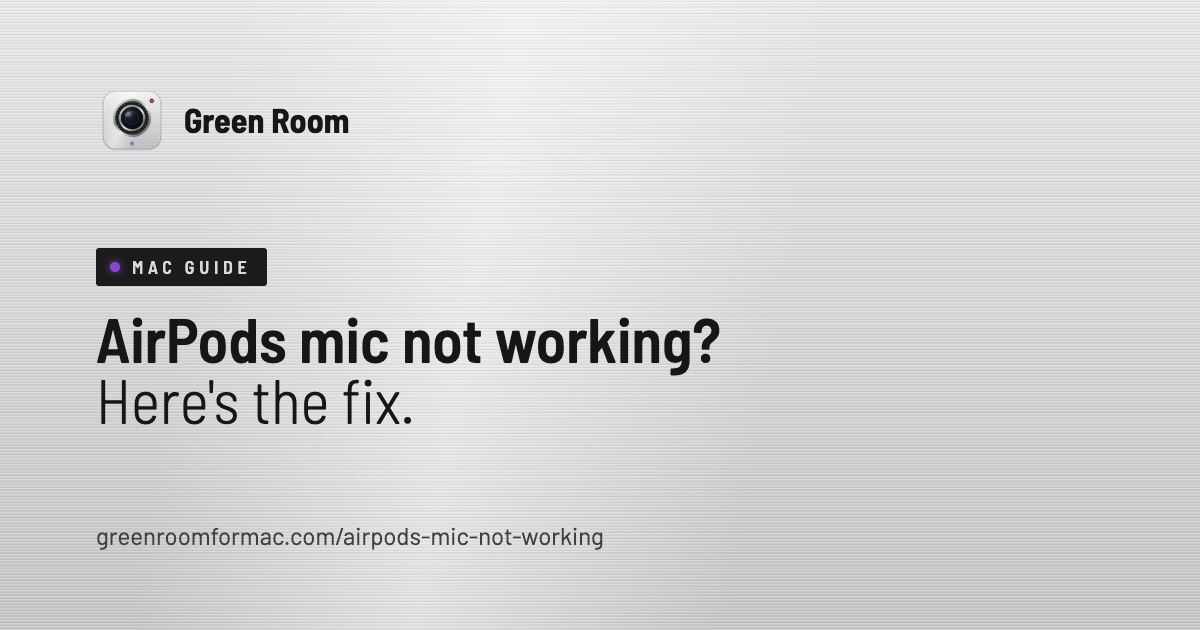 Green Room
MAC GUIDE
AirPods mic not working?
Here's the fix.
greenroomformac.com/airpods-mic-not-working